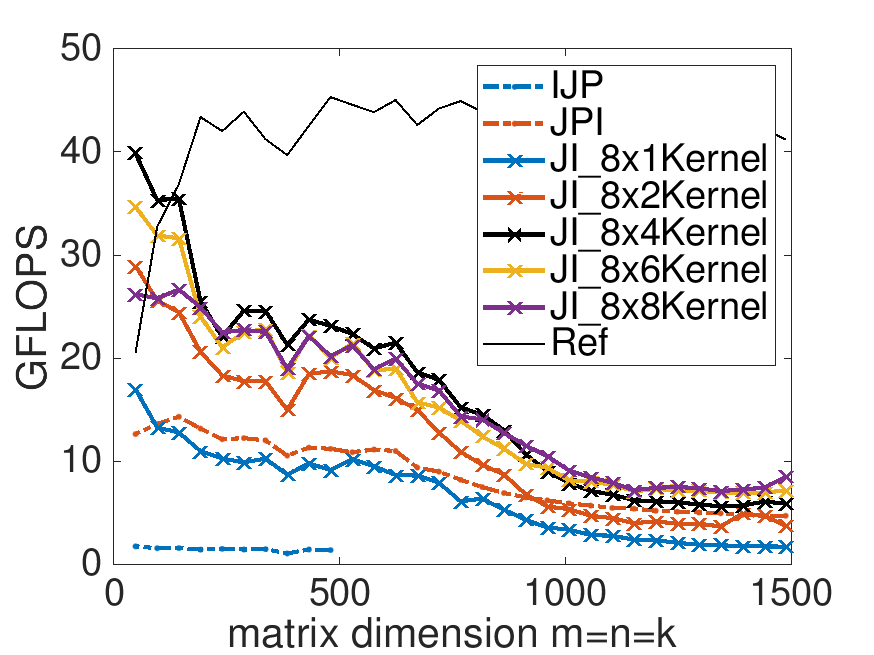 50
40
30
20
10
0
GFLOPS
IJP
JPI
JI_8x1Kernel
JI_8x2Kernel
JI_8x4Kernel
JI_8x6Kernel
JI_8x8Kernel
Ref
0
500
1000
1500
matrix dimension m=n=k